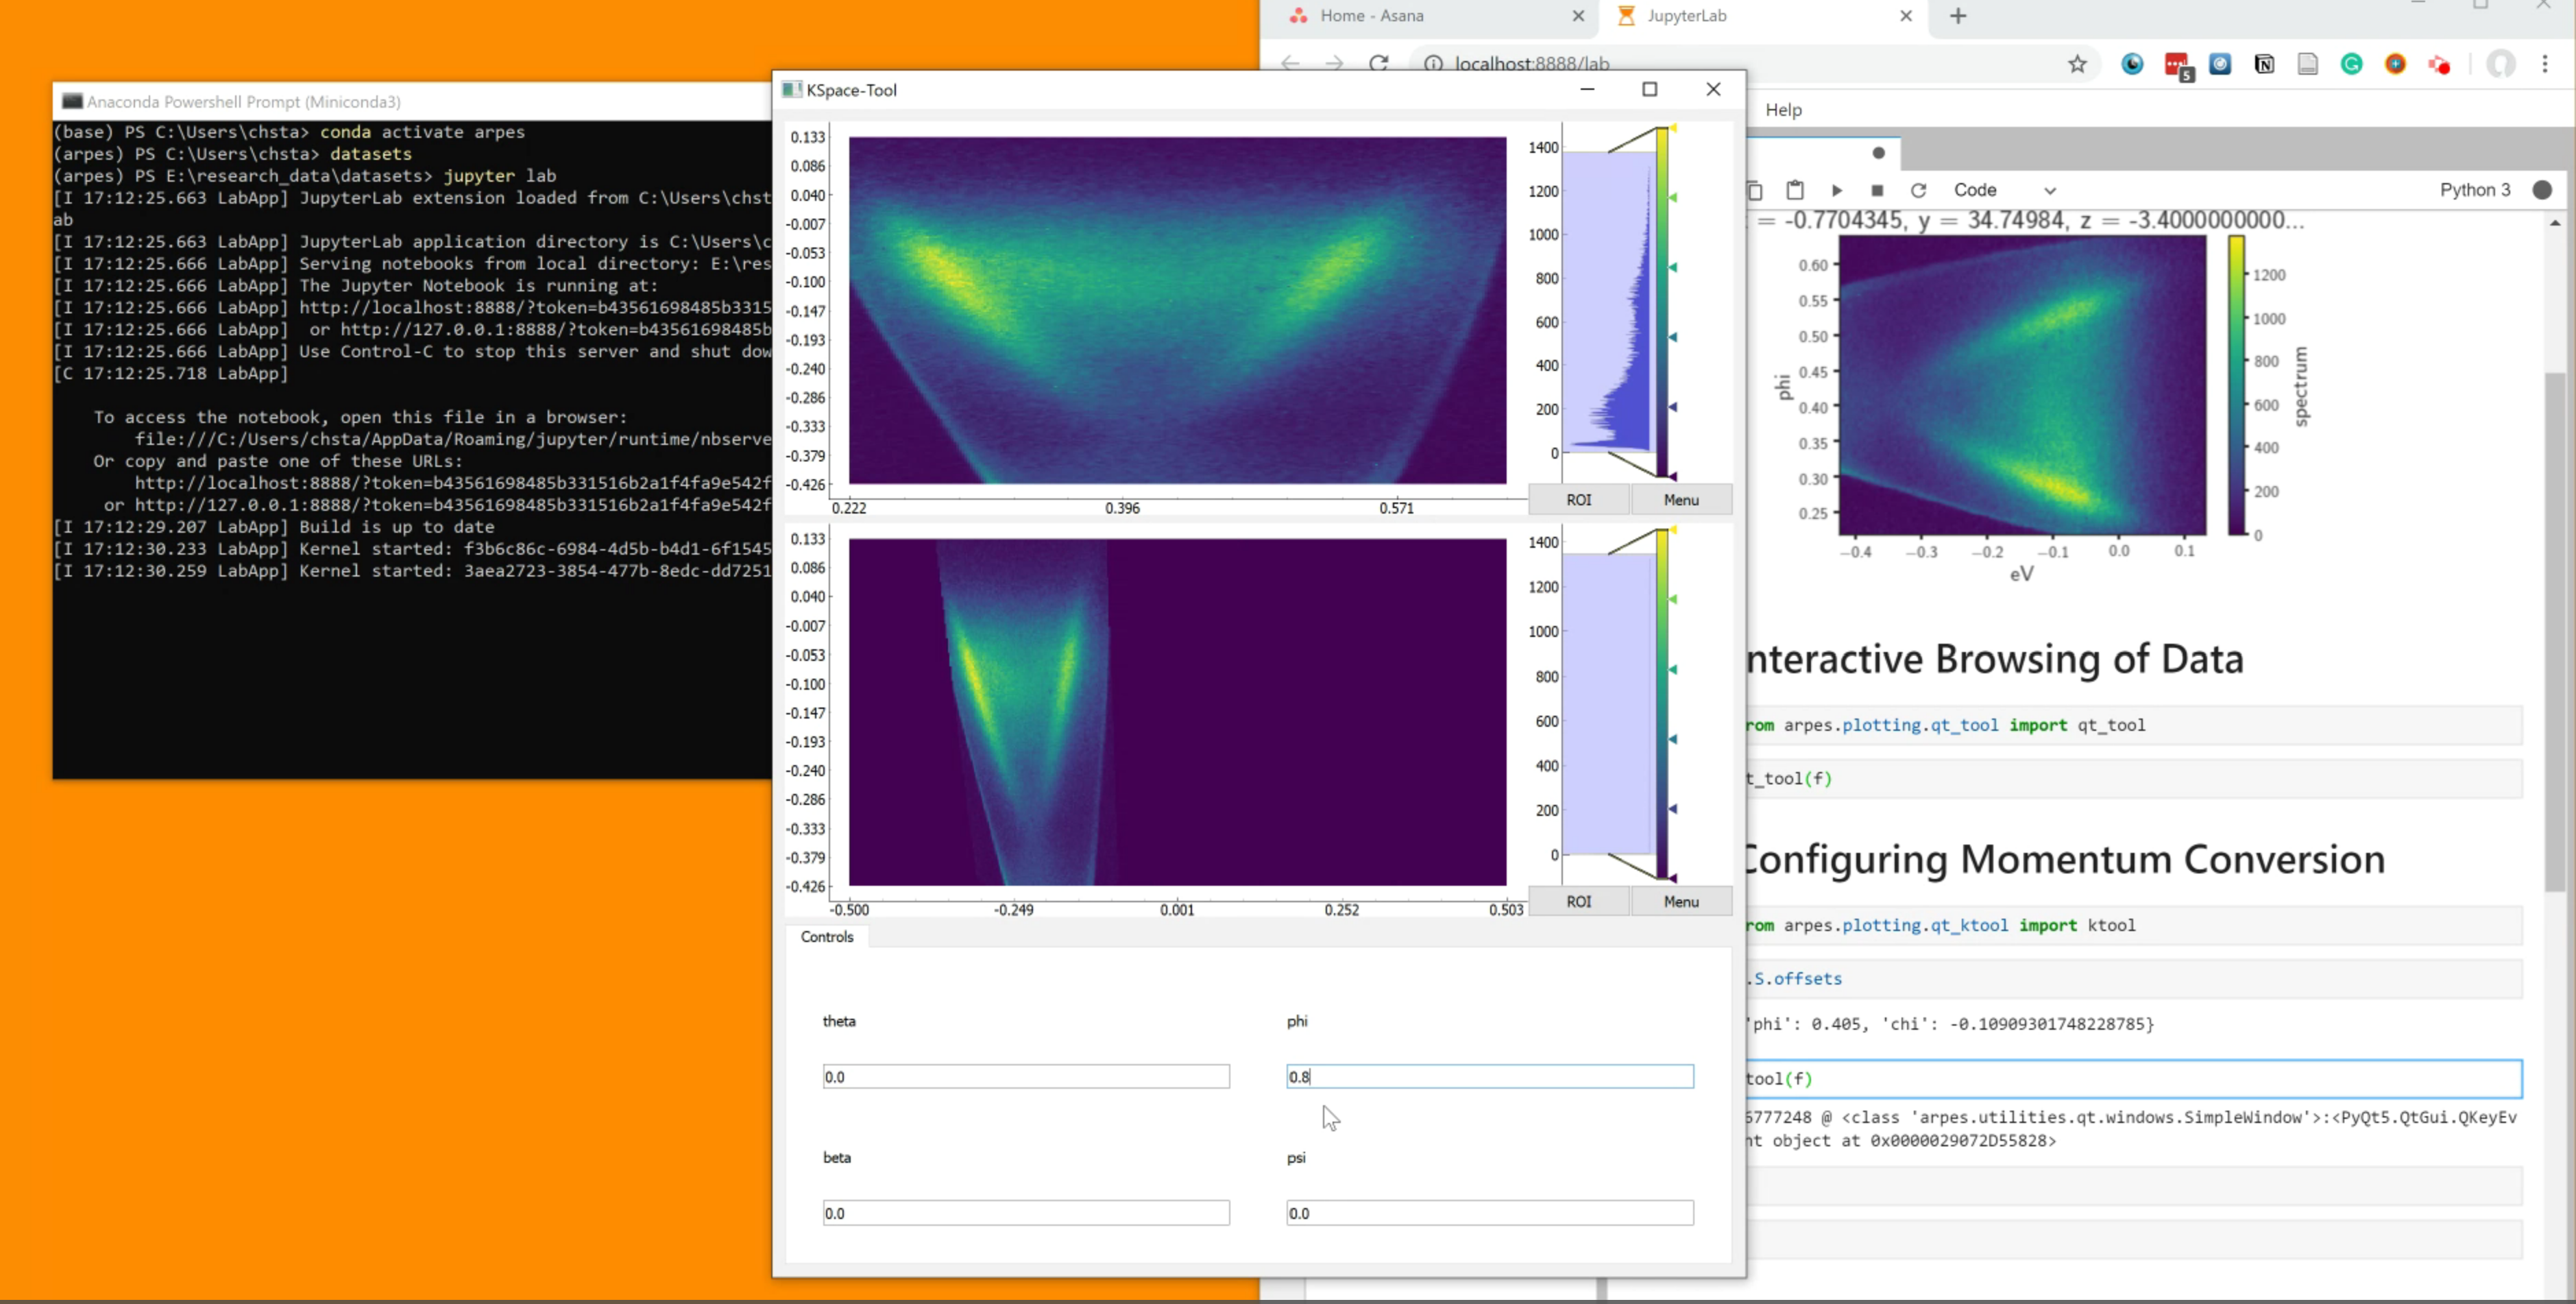 Home - Asana
JupyterLab
localhost:8888/lab
5
Anaconda Powershell Prompt (Miniconda3)
(base) PS C:\Users\chsta> conda activate arpes
(arpes) PS C:\Users\chsta> datasets
(arpes) PS E:\research_data\datasets> jupyter lab
[I 17:12:25.663 LabApp] JupyterLab extension loaded from C:\Users\chst
ab
[I 17:12:25.663 LabApp] JupyterLab application directory is C:\Users\c
[I 17:12:25.666 LabApp] Serving notebooks from local directory: E:\res
[I 17:12:25.666 LabApp] The Jupyter Notebook is running at:
[I 17:12:25.666 LabApp] http://localhost:8888/?token=b43561698485b3315
[I 17:12:25.666 LabApp]  or http://127.0.0.1:8888/?token=b43561698485b
[I 17:12:25.666 LabApp] Use Control-C to stop this server and shut dow
[C 17:12:25.718 LabApp]
To access the notebook, open this file in a browser:
file:///C:/Users/chsta/AppData/Roaming/jupyter/runtime/nbserve
Or copy and paste one of these URLs:
http://localhost:8888/?token=b43561698485b331516b2a1f4fa9e542f
or http://127.0.0.1:8888/?token=b43561698485b331516b2a1f4fa9e542f
[I 17:12:29.207 LabApp] Build is up to date
[I 17:12:30.233 LabApp] Kernel started: f3b6c86c-6984-4d5b-b4d1-6f1545
[I 17:12:30.259 LabApp] Kernel started: 3aea2723-3854-477b-8edc-dd7251
KSpace-Tool
0.133
0.086
0.040
-0.007
-0.053
-0.100
-0.147
-0.193
-0.240
-0.286
-0.333
-0.379
-0.426
0.222
0.396
0.571
1400
1200
1000
800
600
400
200
0
ROI
Menu
0.133
0.086
0.040
-0.007
-0.053
-0.100
-0.147
-0.193
-0.240
-0.286
-0.333
-0.379
-0.426
-0.500
-0.249
0.001
0.252
0.503
1400
1200
1000
800
600
400
200
0
ROI
Menu
Controls
theta
phi
0.0
0.8
beta
psi
0.0
0.0
Help
Code
Python 3
= -0.7704345, y = 34.74984, z = -3.4000000000...
phi
0.60
0.55
0.50
0.45
0.40
0.35
0.30
0.25
−0.4
−0.3
−0.2
−0.1
0.0
0.1
eV
1200
1000
800
600
400
200
0
spectrum
nteractive Browsing of Data
rom arpes.plotting.qt_tool import qt_tool
t_tool(f)
Configuring Momentum Conversion
rom arpes.plotting.qt_ktool import ktool
.S.offsets
'phi': 0.405, 'chi': -0.10909301748228785}
tool(f)
6777248 @ <class 'arpes.utilities.qt.windows.SimpleWindow'>:<PyQt5.QtGui.QKeyEv
nt object at 0x0000029072D55828>